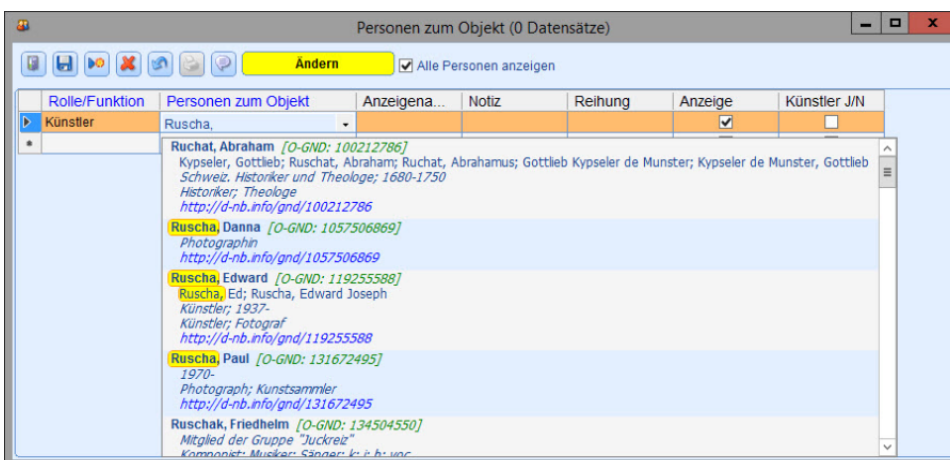 Personen zum Objekt (0 Datensätze)
Ändern Alle Personen anzeigen
Rolle/Funktion Personen zum Objekt Anzeigena... Notiz Reihung Anzeige Künstler J/N
Künstler Ruscha,
Ruchat, Abraham [O-GND: 100212786]
Kypseler, Gottlieb; Ruschat, Abraham; Ruchat, Abrahamus; Gottlieb Kypseler de Munster; Kypseler de Munster, Gottlieb
Schweiz. Historiker und Theologe; 1680-1750
Historiker; Theologe
http://d-nb.info/gnd/100212786
Ruscha, Danna [O-GND: 1057506869]
Photographin
http://d-nb.info/gnd/1057506869
Ruscha, Edward [O-GND: 119255588]
Ruscha, Ed; Ruscha, Edward Joseph
Künstler; 1937-
Künstler; Fotograf
http://d-nb.info/gnd/119255588
Ruscha, Paul [O-GND: 131672495]
1970-
Photograph; Kunstsammler
http://d-nb.info/gnd/131672495
Ruschak, Friedhelm [O-GND: 134504550]
Mitglied der Gruppe "Juckreiz"
Komponist; Musiker; Sänger; k; i; b; voc